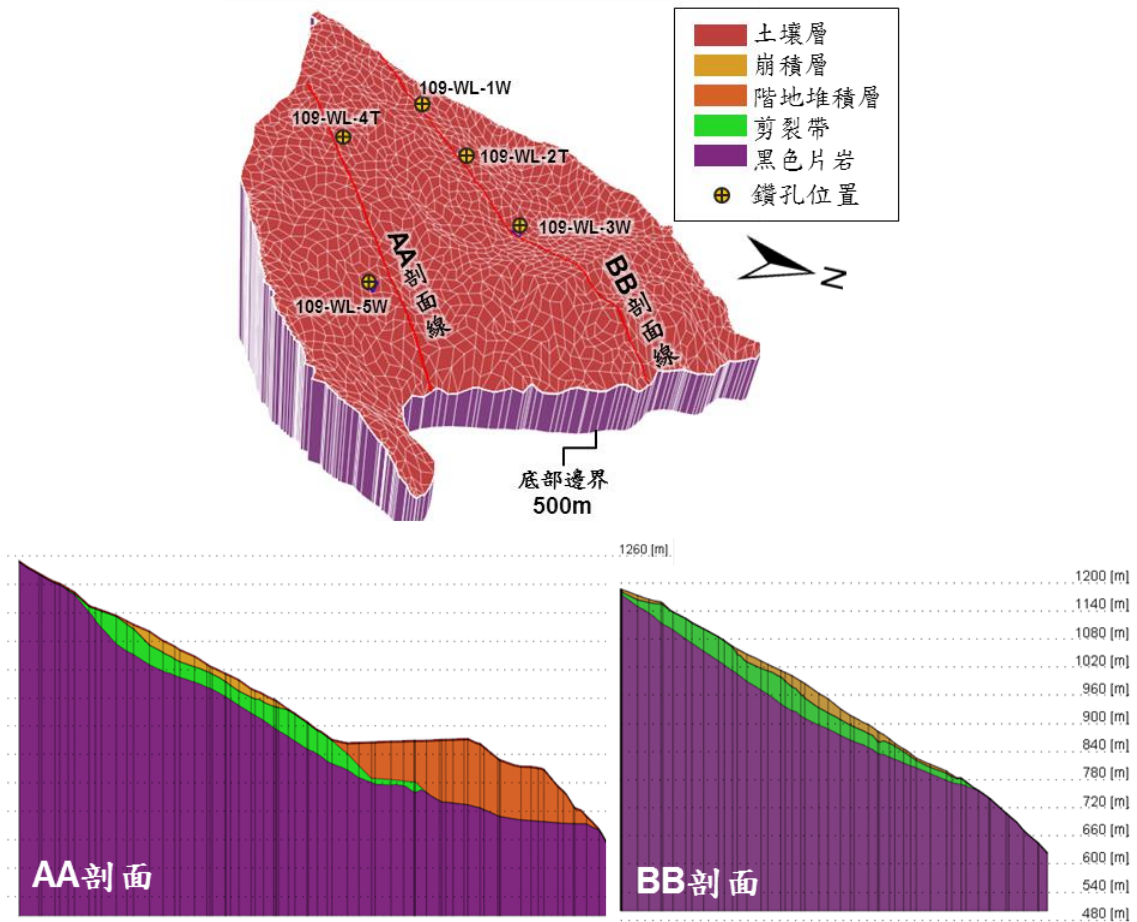 土壤層
崩積層
階地堆積層
剪裂帶
黑色片岩
鑽孔位置
109-WL-1W
109-WL-4T
109-WL-2T
109-WL-3W
109-WL-5W
AA剖面線
BB剖面線
N
底部邊界
500m
1260 [m]
1200 [m]
1140 [m]
1080 [m]
1020 [m]
960 [m]
900 [m]
840 [m]
780 [m]
720 [m]
660 [m]
600 [m]
540 [m]
480 [m]
AA剖面
BB剖面